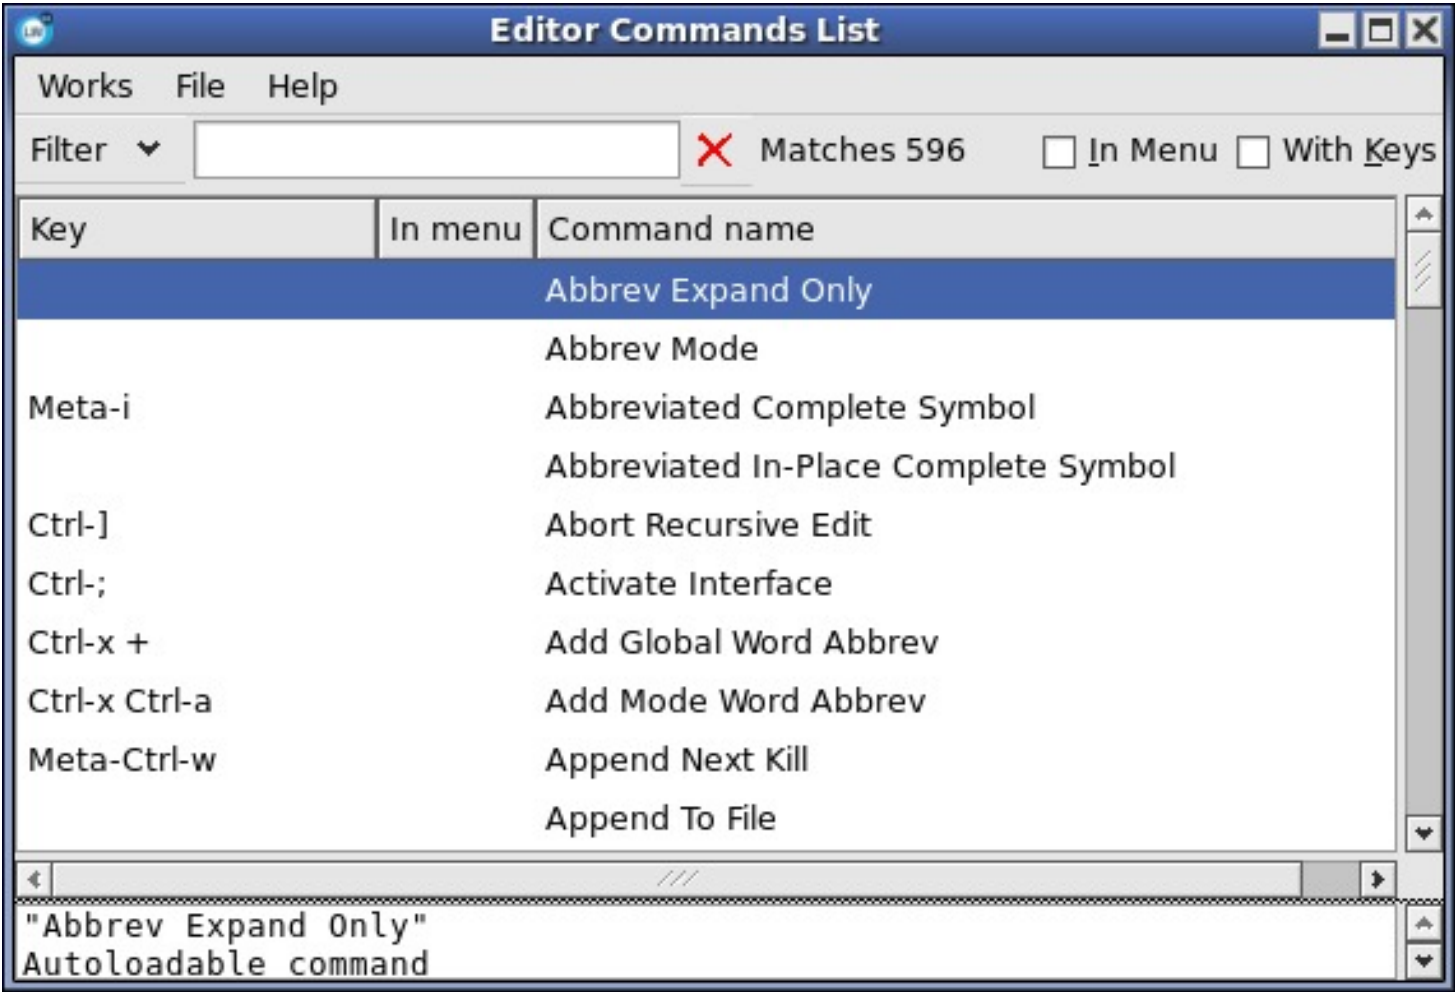 Editor Commands List
Works File Help
Filter Matches 596 In Menu With Keys
Key In menu Command name
Abbrev Expand Only
Abbrev Mode
Meta-i Abbreviated Complete Symbol
Abbreviated In-Place Complete Symbol
Ctrl-] Abort Recursive Edit
Ctrl-; Activate Interface
Ctrl-x + Add Global Word Abbrev
Ctrl-x Ctrl-a Add Mode Word Abbrev
Meta-Ctrl-w Append Next Kill
Append To File
"Abbrev Expand Only"
Autoloadable command